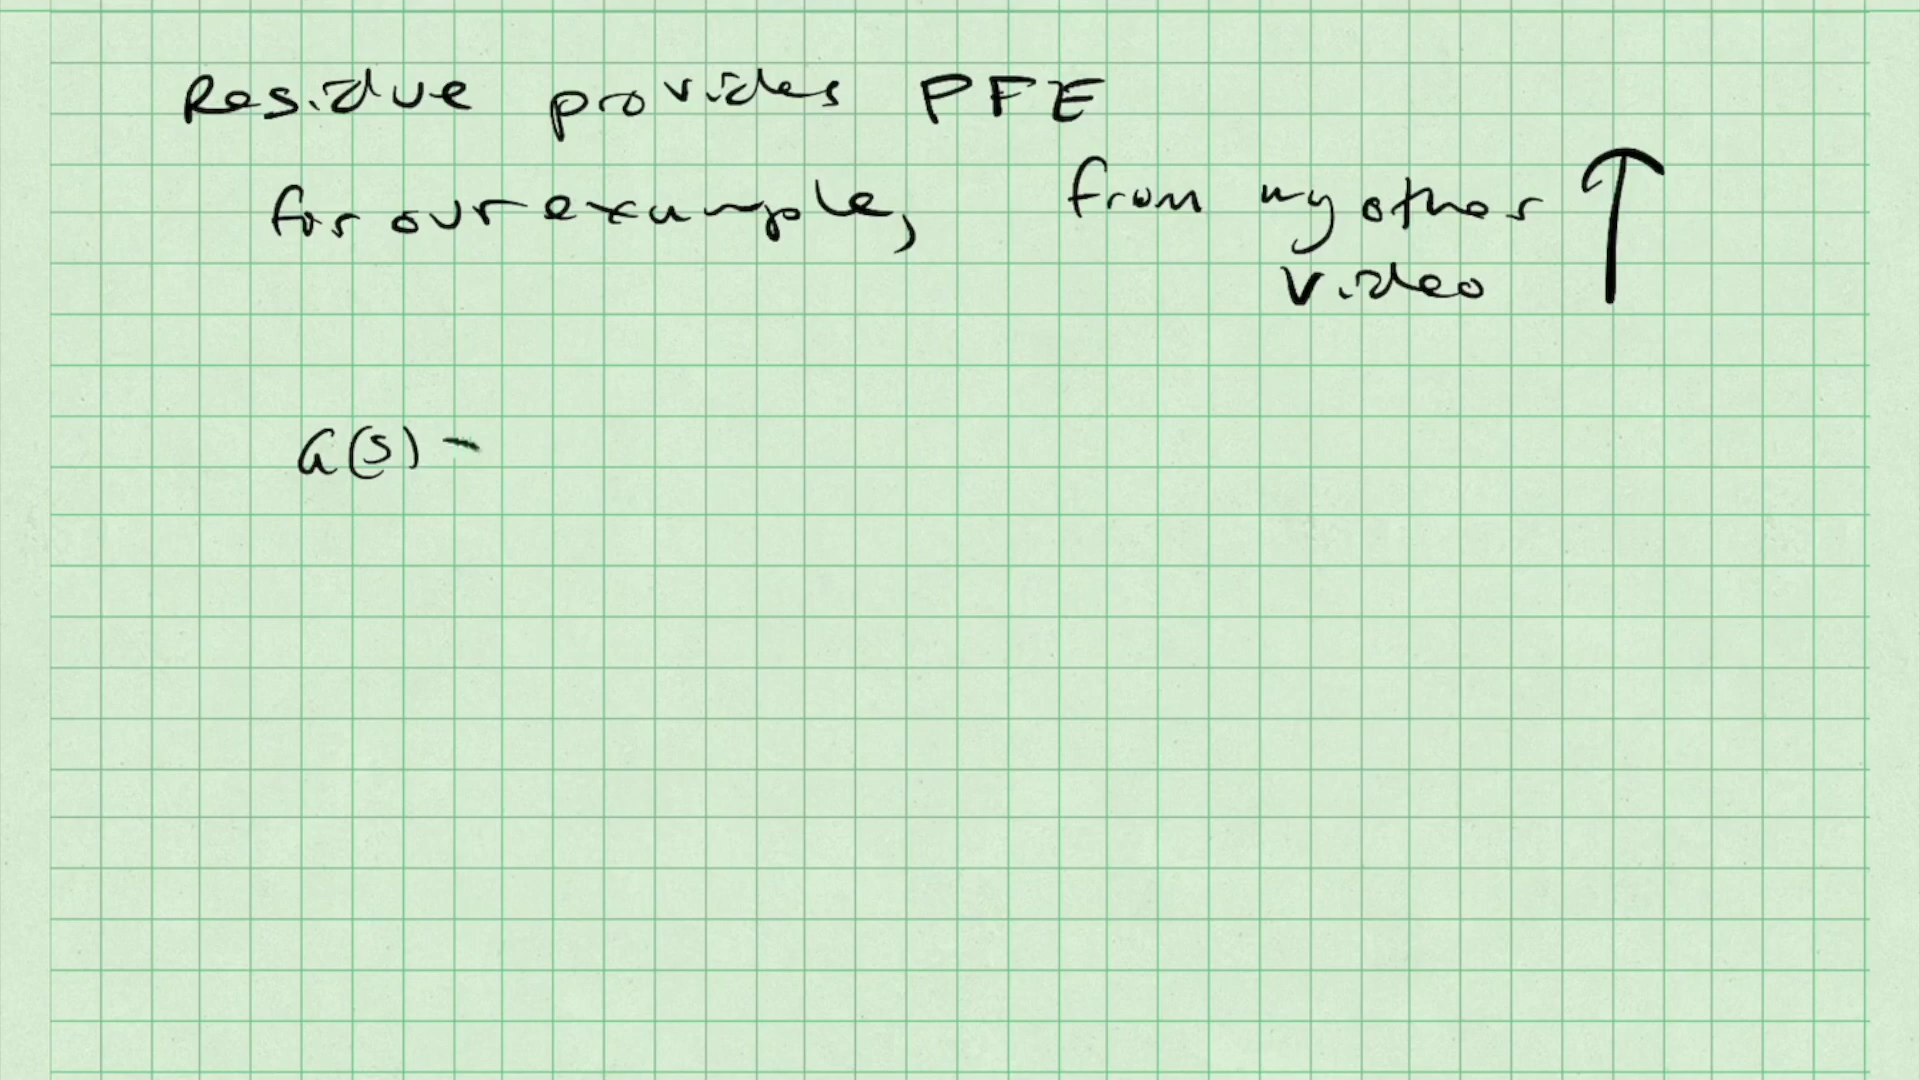 Residue provides PFE
for our example, from my other
video
G(s) -